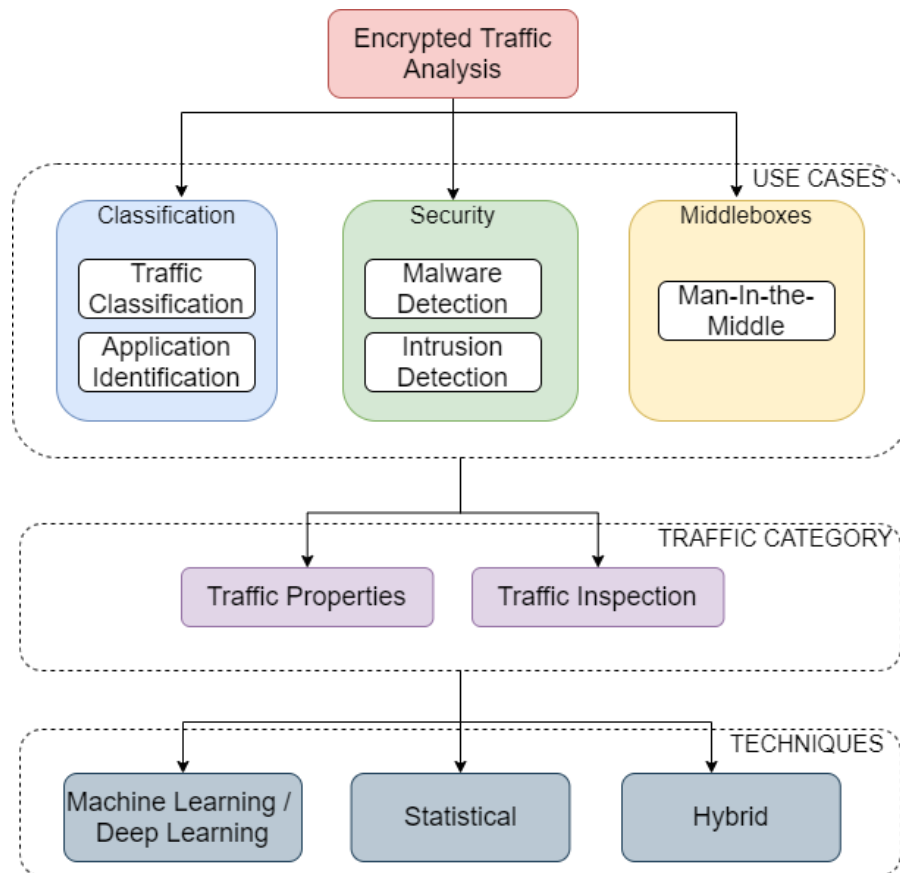 Encrypted Traffic
Analysis
USE CASES
Classification
Traffic
Classification
Application
Identification
Security
Malware
Detection
Intrusion
Detection
Middleboxes
Man-In-the-
Middle
TRAFFIC CATEGORY
Traffic Properties
Traffic Inspection
TECHNIQUES
Machine Learning /
Deep Learning
Statistical
Hybrid